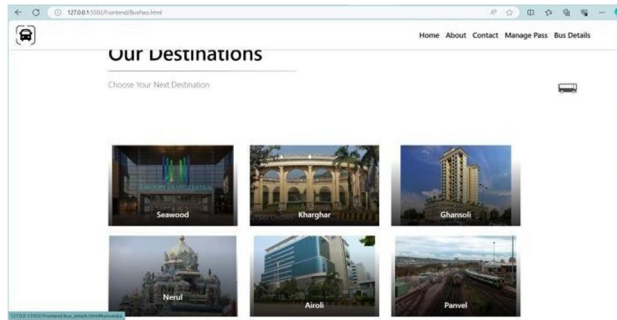 127.0.0.1:5502/Frontend/BusPass.html
Home About Contact Manage Pass Bus Details
Our Destinations
Choose Your Next Destination
Seawood Kharghar Ghansoli
Nerul Airoli Panvel